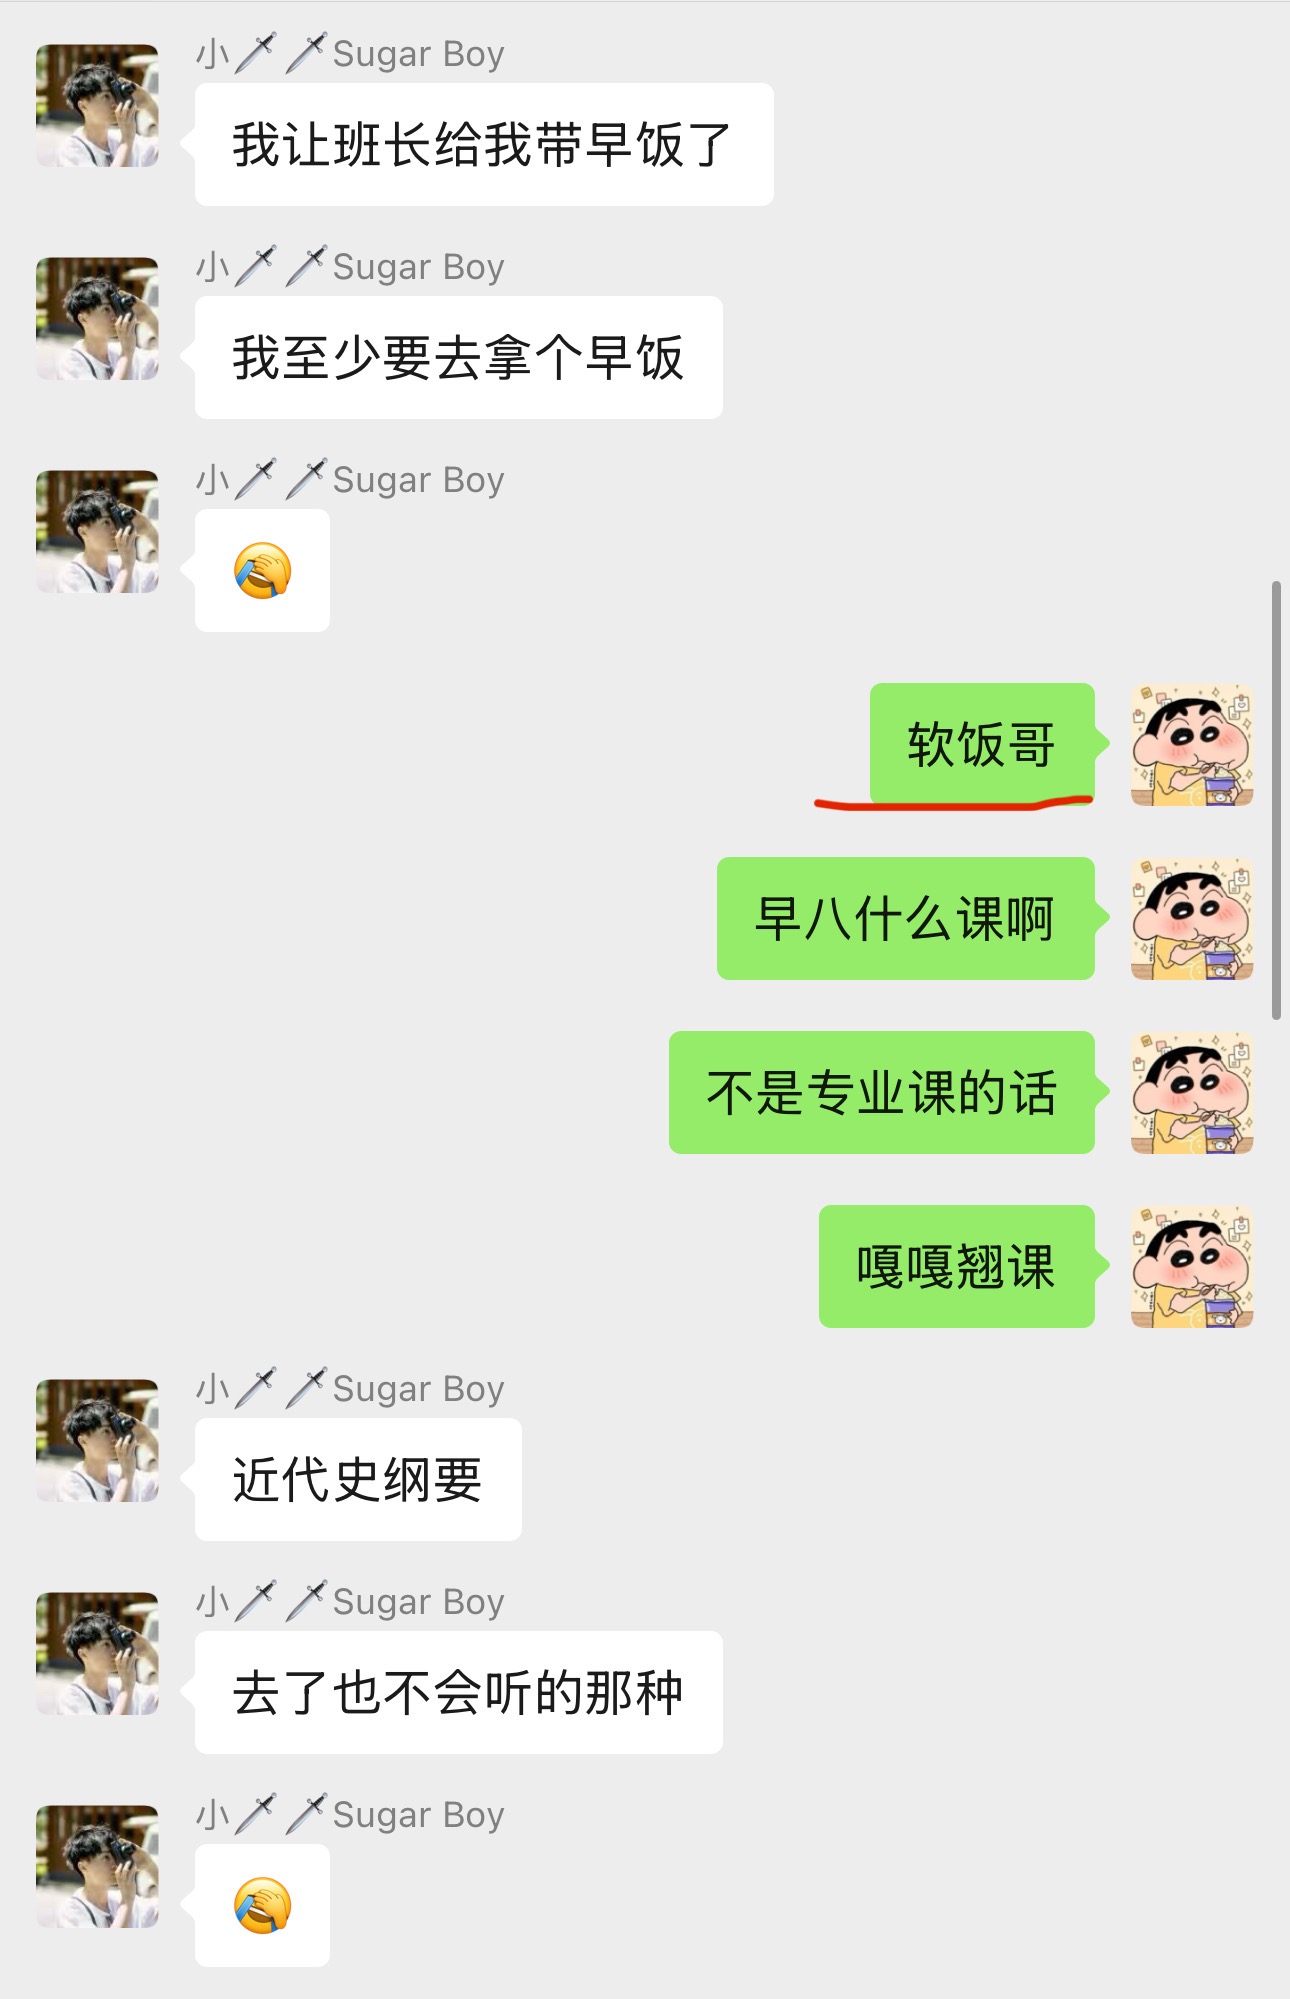 小🗡🗡Sugar Boy
我让班长给我带早饭了
小🗡🗡Sugar Boy
我至少要去拿个早饭
小🗡🗡Sugar Boy
🤣
软饭哥
早八什么课啊
不是专业课的话
嘎嘎翘课
小🗡🗡Sugar Boy
近代史纲要
小🗡🗡Sugar Boy
去了也不会听的那种
小🗡🗡Sugar Boy